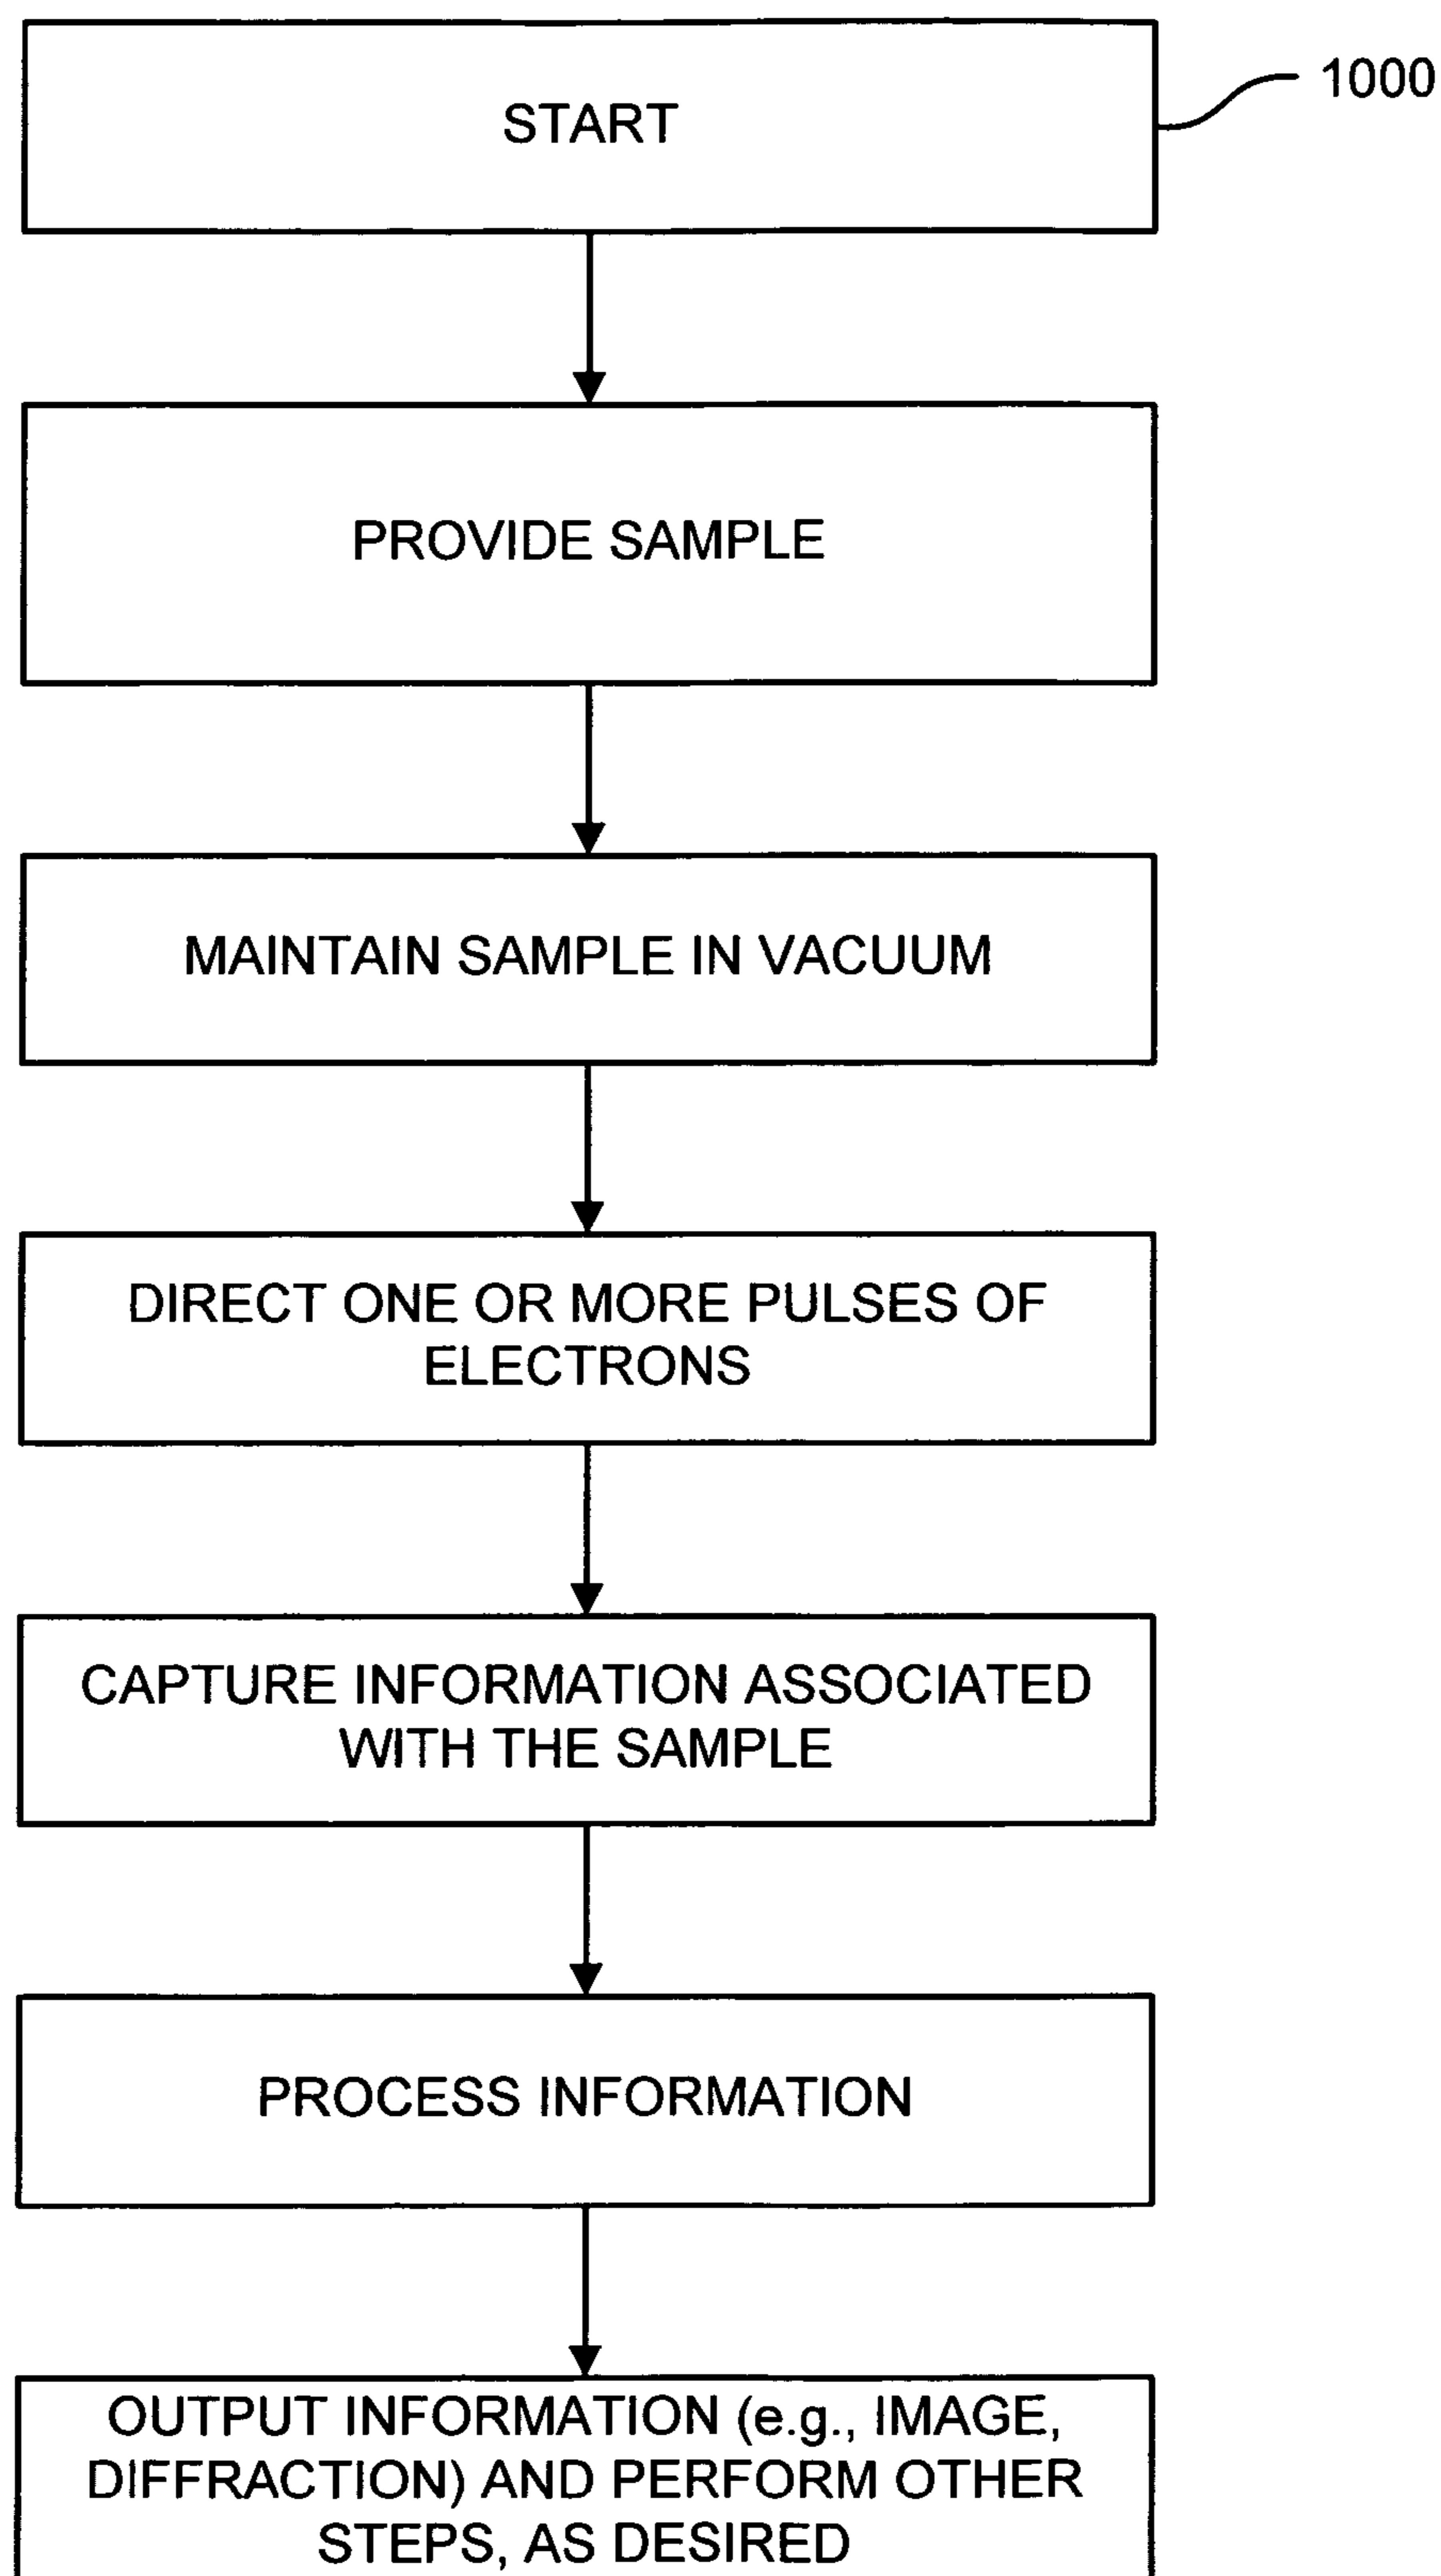 START
1000
PROVIDE SAMPLE
MAINTAIN SAMPLE IN VACUUM
DIRECT ONE OR MORE PULSES OF
ELECTRONS
CAPTURE INFORMATION ASSOCIATED
WITH THE SAMPLE
PROCESS INFORMATION
OUTPUT INFORMATION (e.g., IMAGE,
DIFFRACTION) AND PERFORM OTHER
STEPS, AS DESIRED